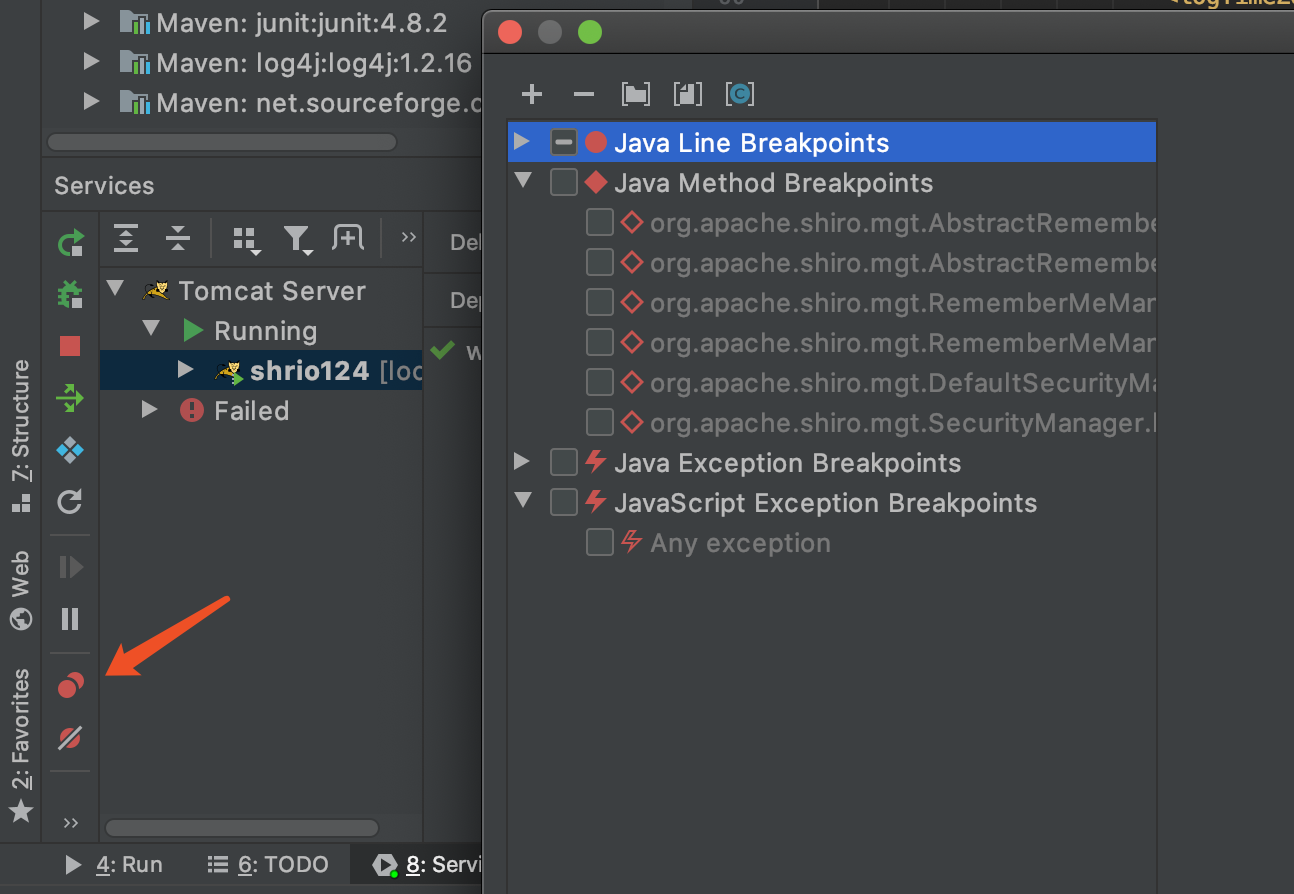 Maven: junit:junit:4.8.2
Maven: log4j:log4j:1.2.16
Maven: net.sourceforge.c
Services
Tomcat Server
Running
shrio124 [loc
Failed
De
De
W
Z: Structure
Web
2: Favorites
4: Run
6: TODO
8: Servi
Java Line Breakpoints
Java Method Breakpoints
org.apache.shiro.mgt.AbstractRemembe
org.apache.shiro.mgt.AbstractRemembe
org.apache.shiro.mgt.RememberMeMar
org.apache.shiro.mgt.RememberMeMar
org.apache.shiro.mgt.DefaultSecurityMa
org.apache.shiro.mgt.SecurityManager.
Java Exception Breakpoints
JavaScript Exception Breakpoints
Any exception